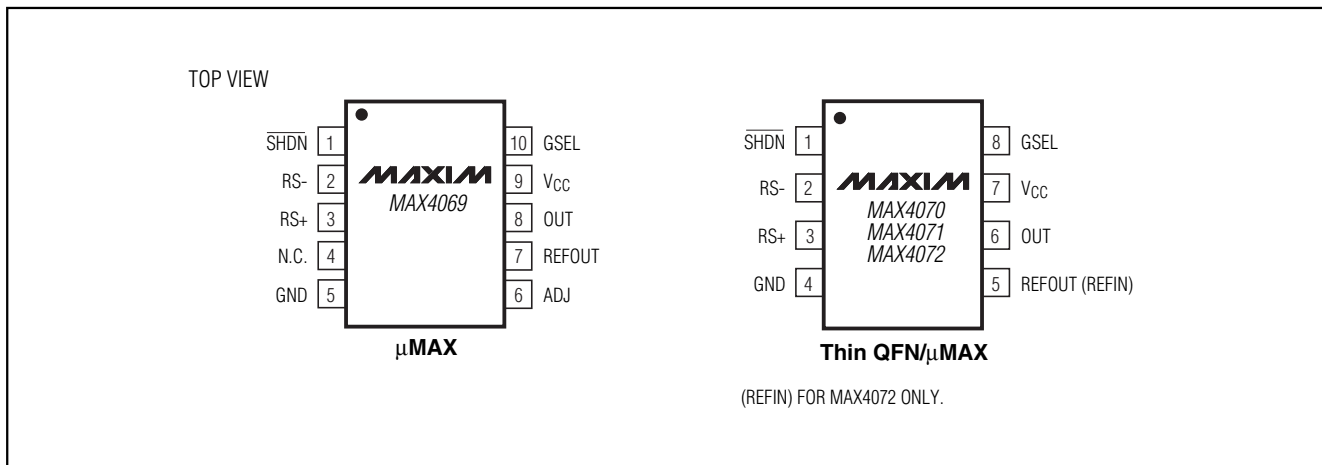 TOP VIEW
SHDN 1
RS- 2
RS+ 3
N.C. 4
GND 5
MAXIM
MAX4069
10 GSEL
9 VCC
8 OUT
7 REFOUT
6 ADJ
µMAX
SHDN 1
RS- 2
RS+ 3
GND 4
MAXIM
MAX4070
MAX4071
MAX4072
8 GSEL
7 VCC
6 OUT
5 REFOUT (REFIN)
Thin QFN/µMAX
(REFIN) FOR MAX4072 ONLY.